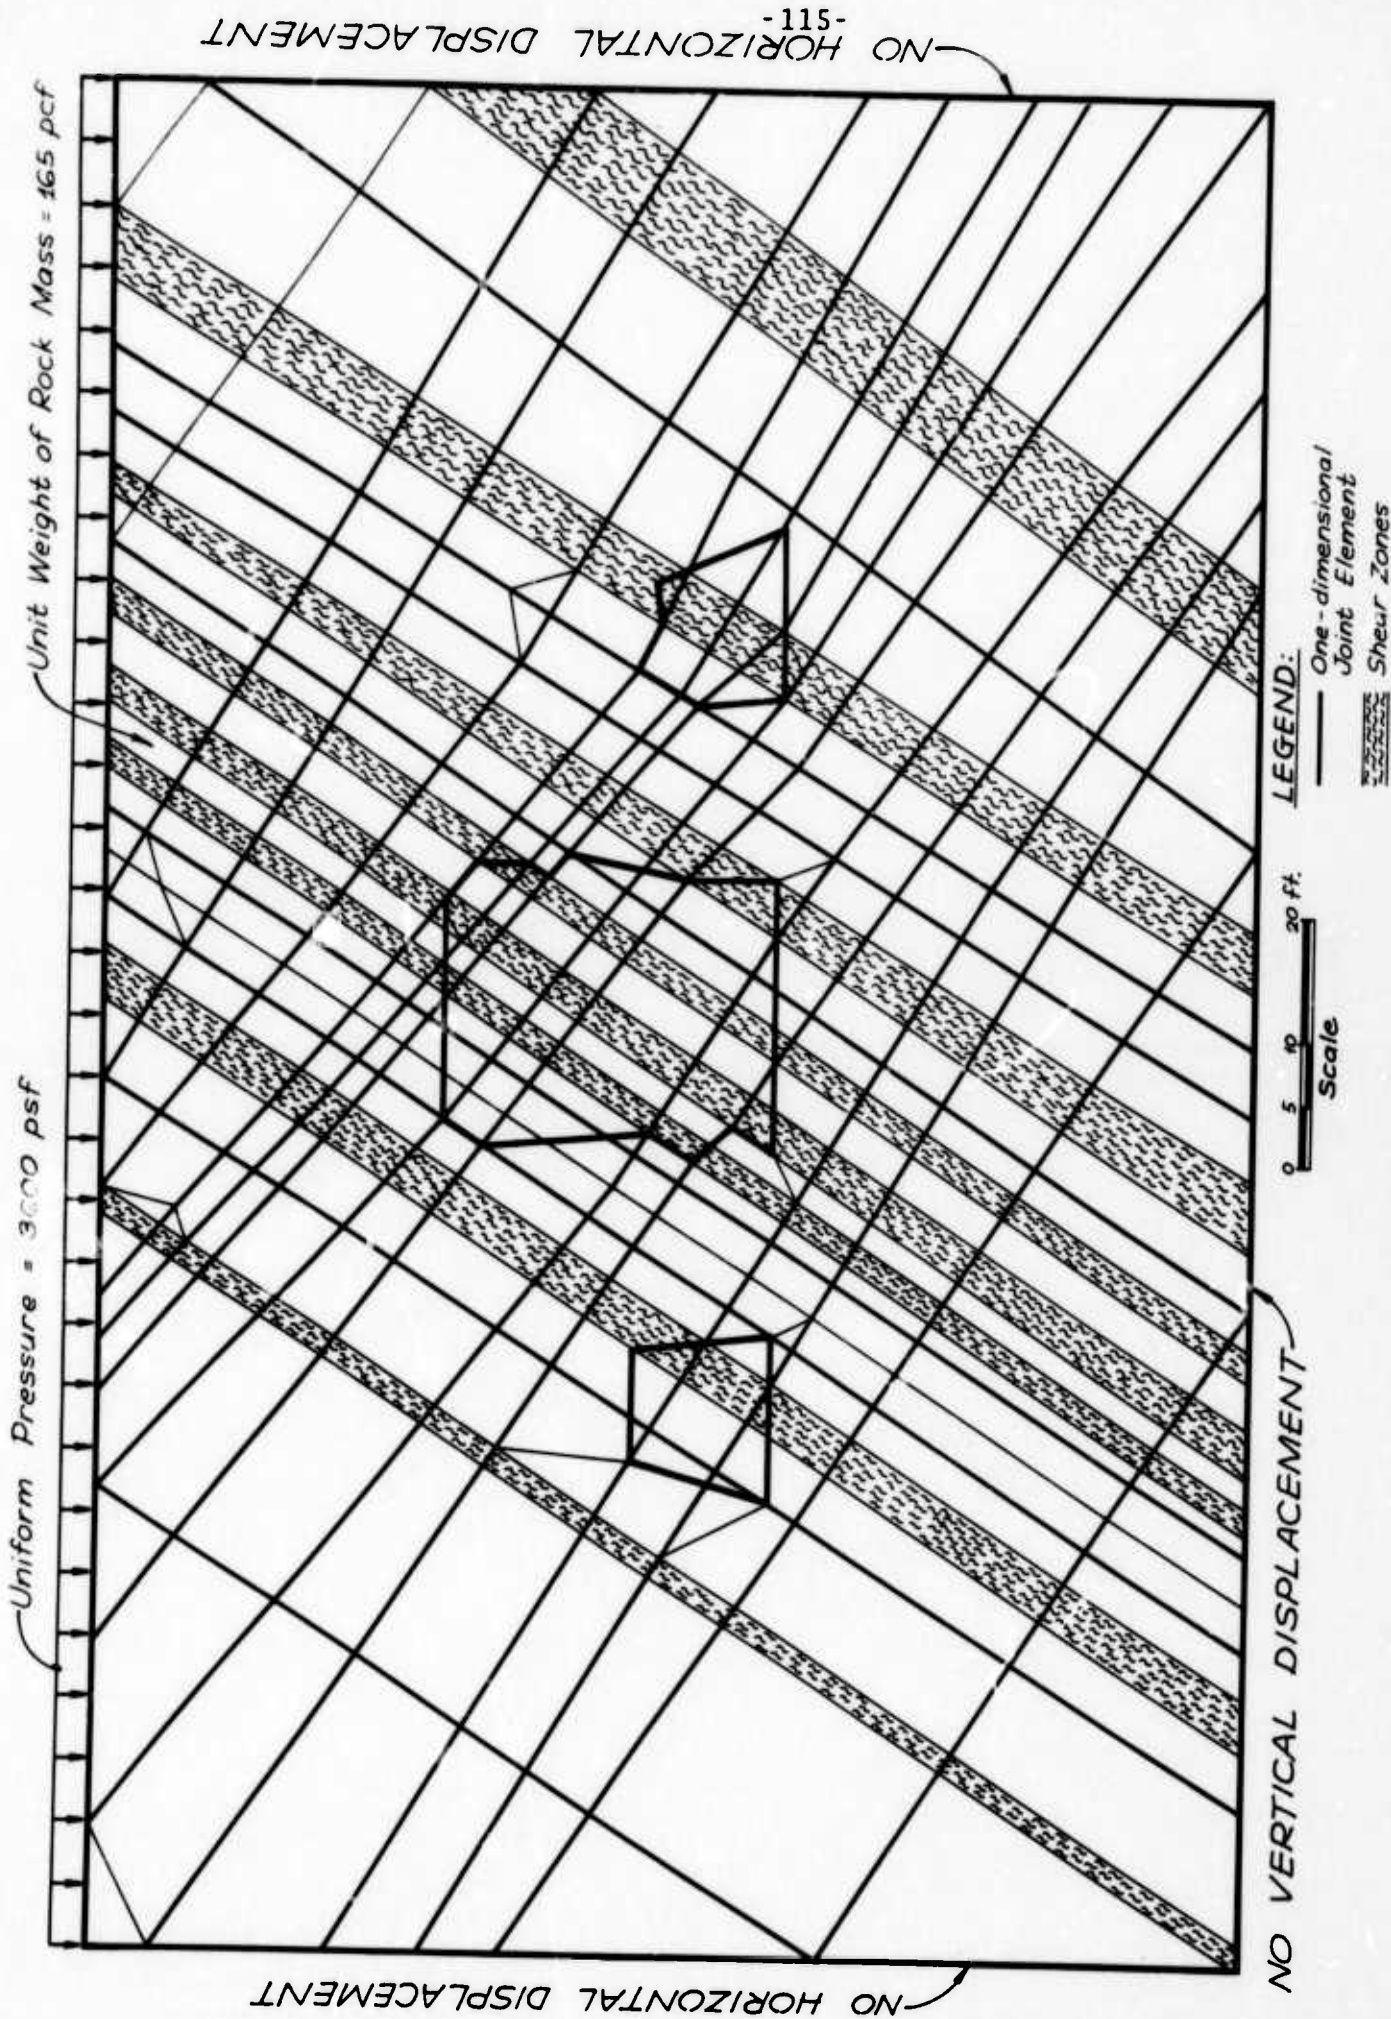 -115-
Uniform Pressure = 3000 psf
Unit Weight of Rock Mass = 165 pcf
NO HORIZONTAL DISPLACEMENT
NO HORIZONTAL DISPLACEMENT
NO VERTICAL DISPLACEMENT
0 5 10 20 ft.
Scale
LEGEND:
One-dimensional
Joint Element
Shear Zones